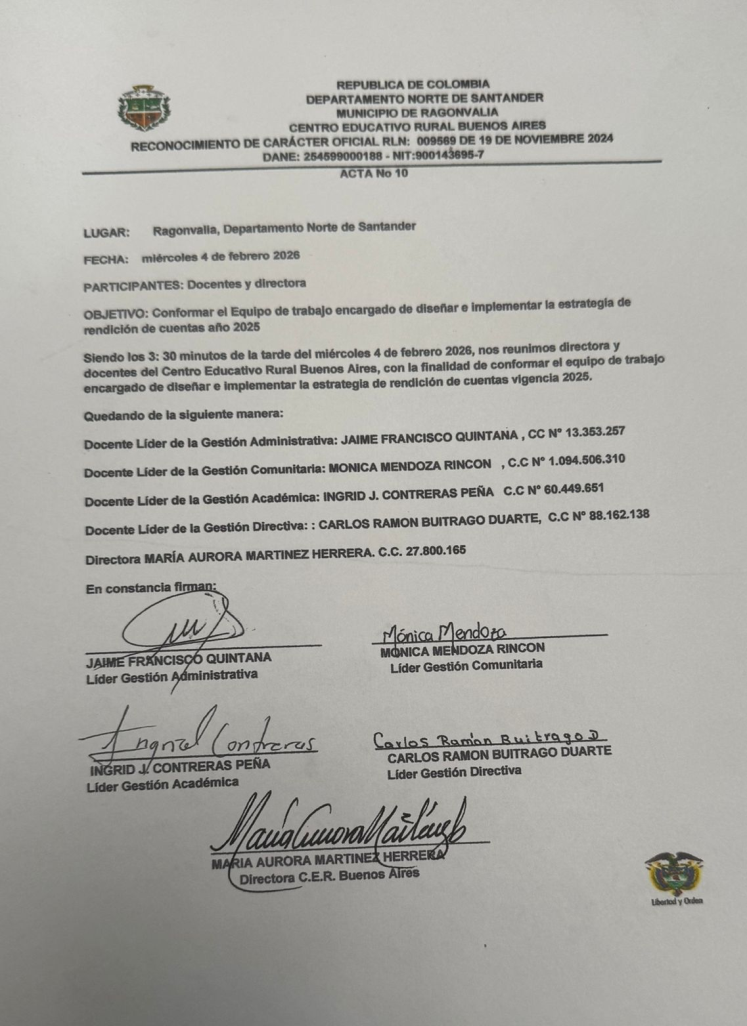 REPUBLICA DE COLOMBIA
DEPARTAMENTO NORTE DE SANTANDER
MUNICIPIO DE RAGONVALIA
CENTRO EDUCATIVO RURAL BUENOS AIRES
RECONOCIMIENTO DE CARÁCTER OFICIAL RLN: 009569 DE 19 DE NOVIEMBRE 2024
DANE: 254599000188 - NIT:900143695-7
ACTA No 10
LUGAR: Ragonvalia, Departamento Norte de Santander
FECHA: miércoles 4 de febrero 2026
PARTICIPANTES: Docentes y directora
OBJETIVO: Conformar el Equipo de trabajo encargado de diseñar e implementar la estrategia de
rendición de cuentas año 2025
Siendo los 3: 30 minutos de la tarde del miércoles 4 de febrero 2026, nos reunimos directora y
docentes del Centro Educativo Rural Buenos Aires, con la finalidad de conformar el equipo de trabajo
encargado de diseñar e implementar la estrategia de rendición de cuentas vigencia 2025.
Quedando de la siguiente manera:
Docente Líder de la Gestión Administrativa: JAIME FRANCISCO QUINTANA , CC Nº 13.353.257
Docente Líder de la Gestión Comunitaria: MONICA MENDOZA RINCON , C.C Nº 1.094.506.310
Docente Líder de la Gestión Académica: INGRID J. CONTRERAS PEÑA C.C Nº 60.449.651
Docente Líder de la Gestión Directiva: : CARLOS RAMON BUITRAGO DUARTE, C.C Nº 88.162.138
Directora MARÍA AURORA MARTINEZ HERRERA. C.C. 27.800.165
En constancia firman:
Mónica Mendoza
JAIME FRANCISCO QUINTANA
Líder Gestión Administrativa
MONICA MENDOZA RINCON
Líder Gestión Comunitaria
Ingrid Contreras
Carlos Ramón Buitrago D
INGRID J. CONTRERAS PEÑA
Líder Gestión Académica
CARLOS RAMON BUITRAGO DUARTE
Líder Gestión Directiva
María Aurora Martínez
MARIA AURORA MARTINEZ HERRERA
Directora C.E.R. Buenos Aires
Libertad y Orden